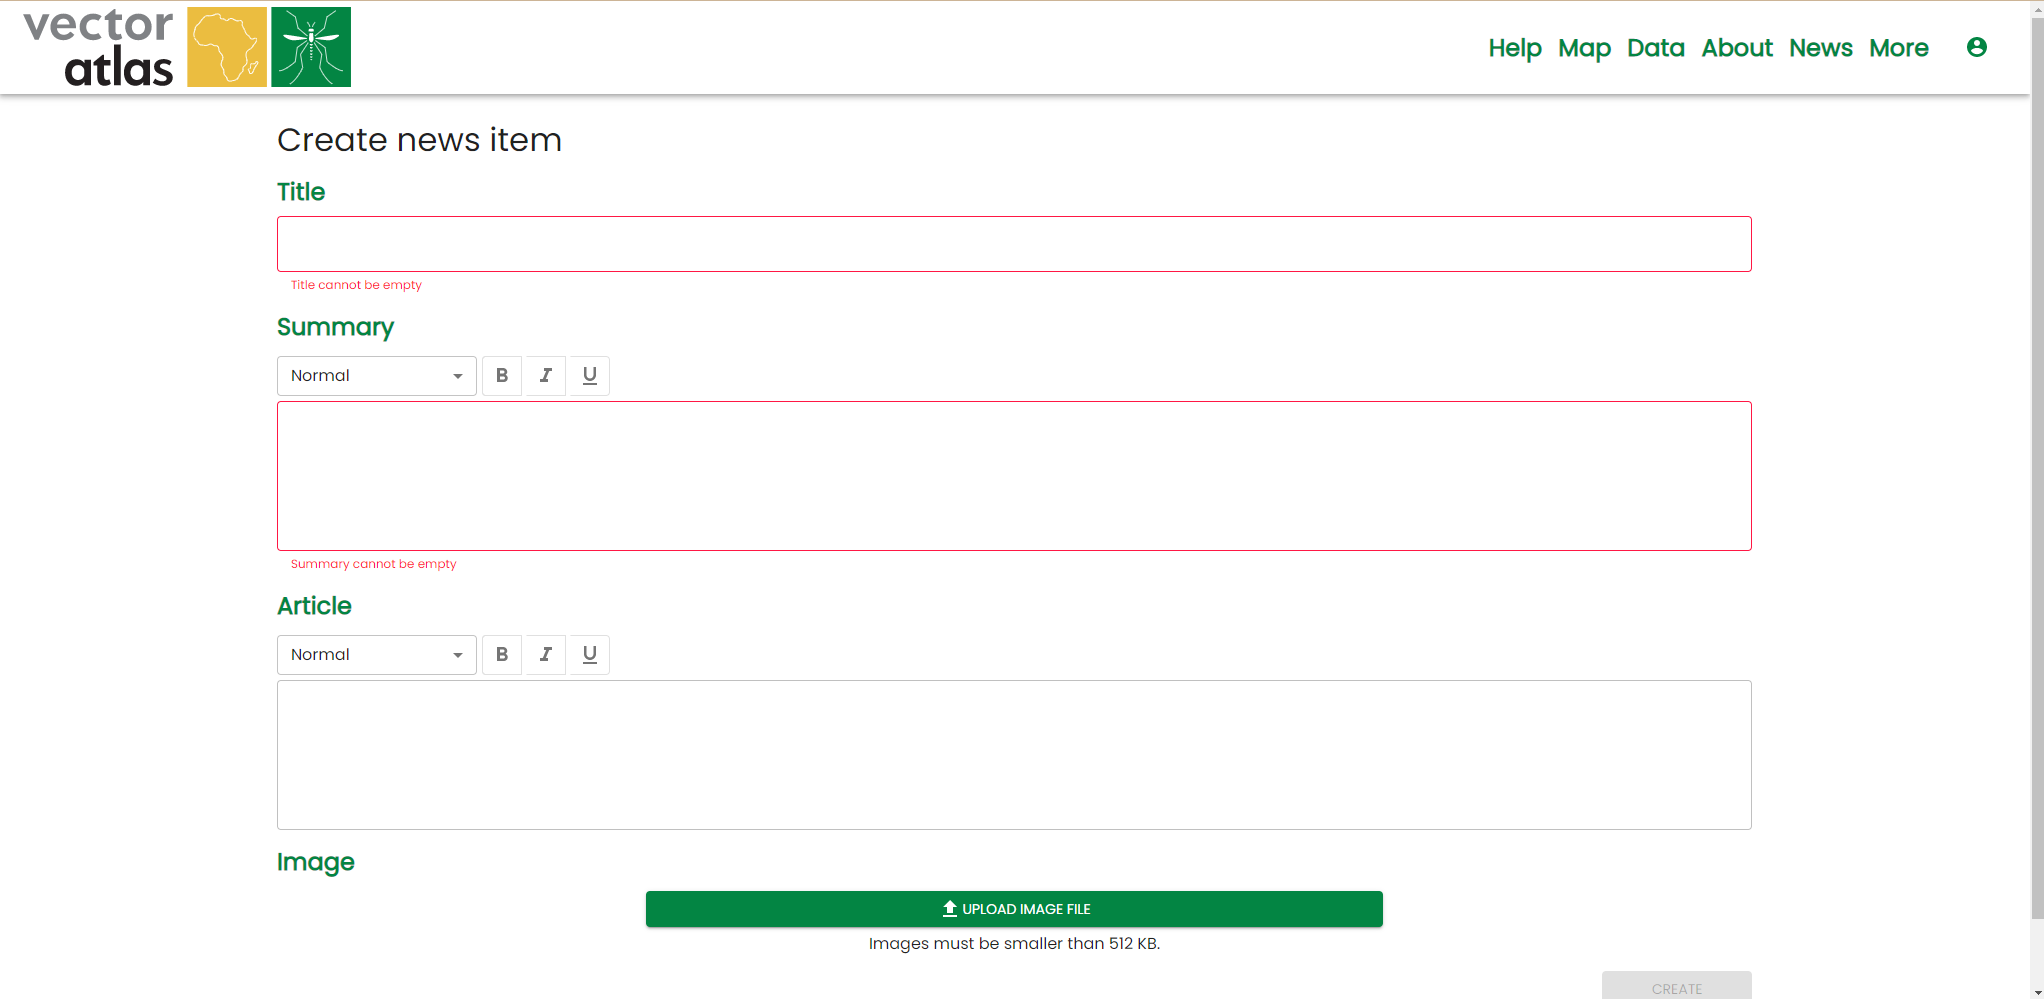 vector
atlas
Help Map Data About News More
Create news item
Title
Title cannot be empty
Summary
Normal B I U
Summary cannot be empty
Article
Normal B I U
Image
UPLOAD IMAGE FILE
Images must be smaller than 512 KB.
CREATE